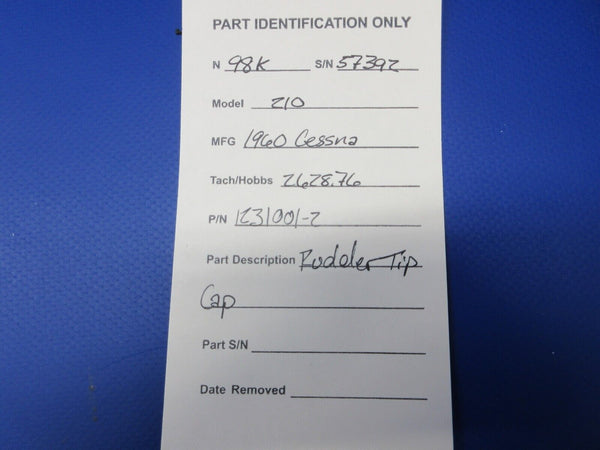 PART IDENTIFICATION ONLY
N 98K S/N 57392
Model 210
MFG 1960 Cessna
Tach/Hobbs 2628.76
P/N 1231001-2
Part Description Rudder Tip
Cap
Part S/N
Date Removed